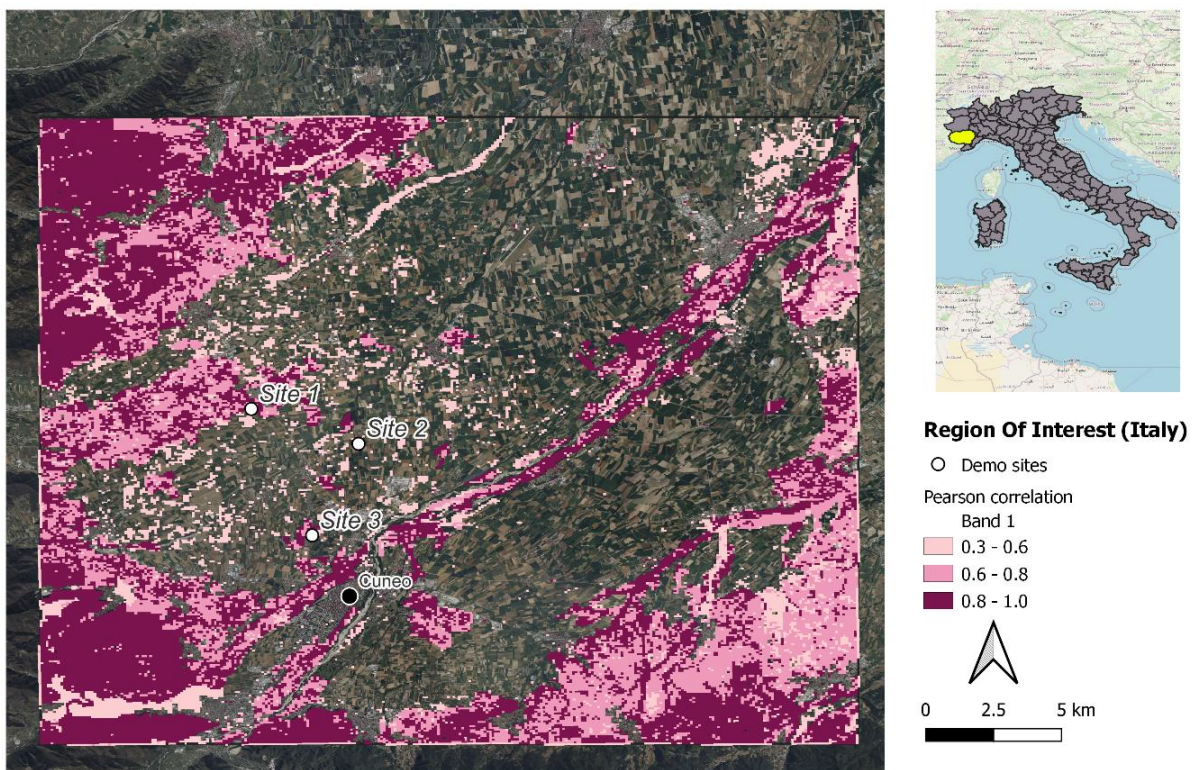 Site 1
Site 2
Site 3
Cuneo
Region Of Interest (Italy)
Demo sites
Pearson correlation
Band 1
0.3 - 0.6
0.6 - 0.8
0.8 - 1.0
0 2.5 5 km